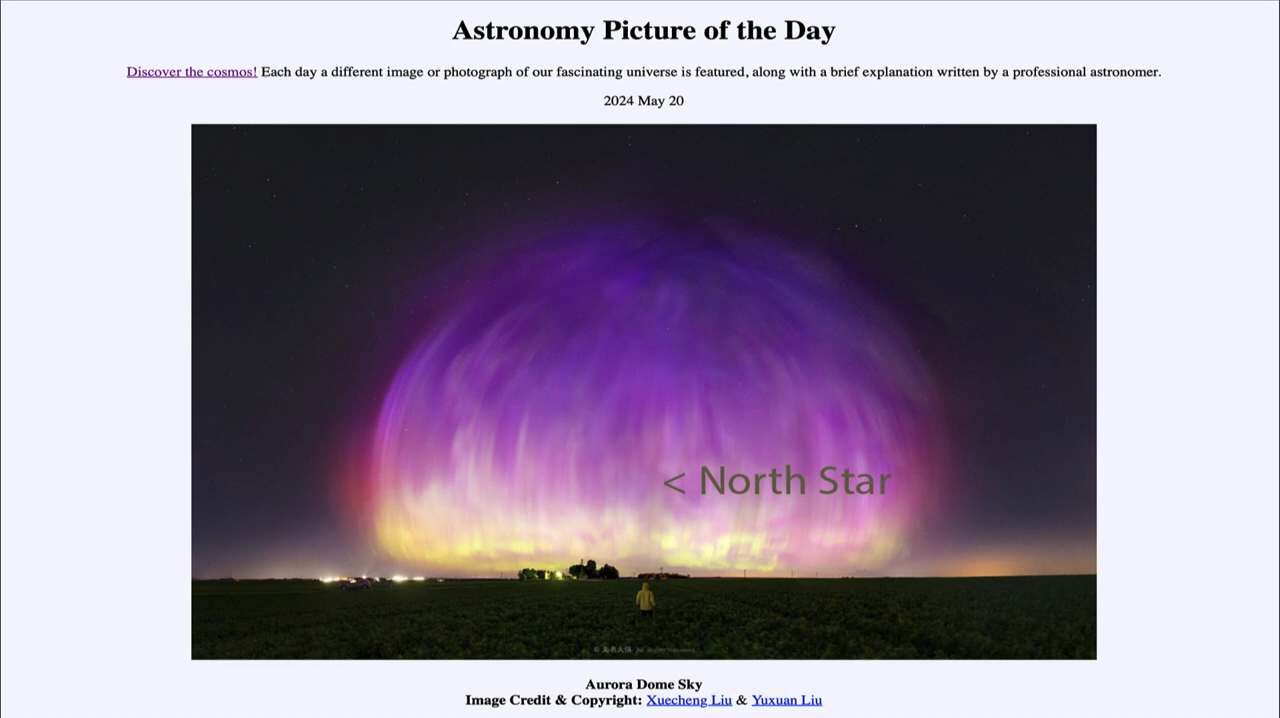 Astronomy Picture of the Day
Discover the cosmos! Each day a different image or photograph of our fascinating universe is featured, along with a brief explanation written by a professional astronomer.
2024 May 20
< North Star
Aurora Dome Sky
Image Credit & Copyright: Xuecheng Liu & Yuxuan Liu